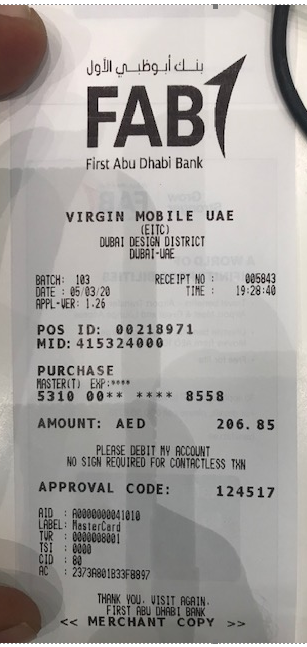 بنك أبوظبي الأول
FAB
First Abu Dhabi Bank
VIRGIN MOBILE UAE
(EITC)
DUBAI DESIGN DISTRICT
DUBAI-UAE
BATCH: 103 RECEIPT NO : 005843
DATE : 05/03/20 TIME : 19:28:40
APPL-VER: 1.26
POS ID: 00218971
MID: 415324000
PURCHASE
MASTER(T) EXP:****
5310 00** **** 8558
AMOUNT: AED 206.85
PLEASE DEBIT MY ACCOUNT
NO SIGN REQUIRED FOR CONTACTLESS TXN
APPROVAL CODE: 124517
AID : A0000000041010
LABEL: MasterCard
TVR : 0000008001
TSI : 0000
CID : 80
AC : 2373A801B33FB897
THANK YOU. VISIT AGAIN.
FIRST ABU DHABI BANK
<< MERCHANT COPY >>